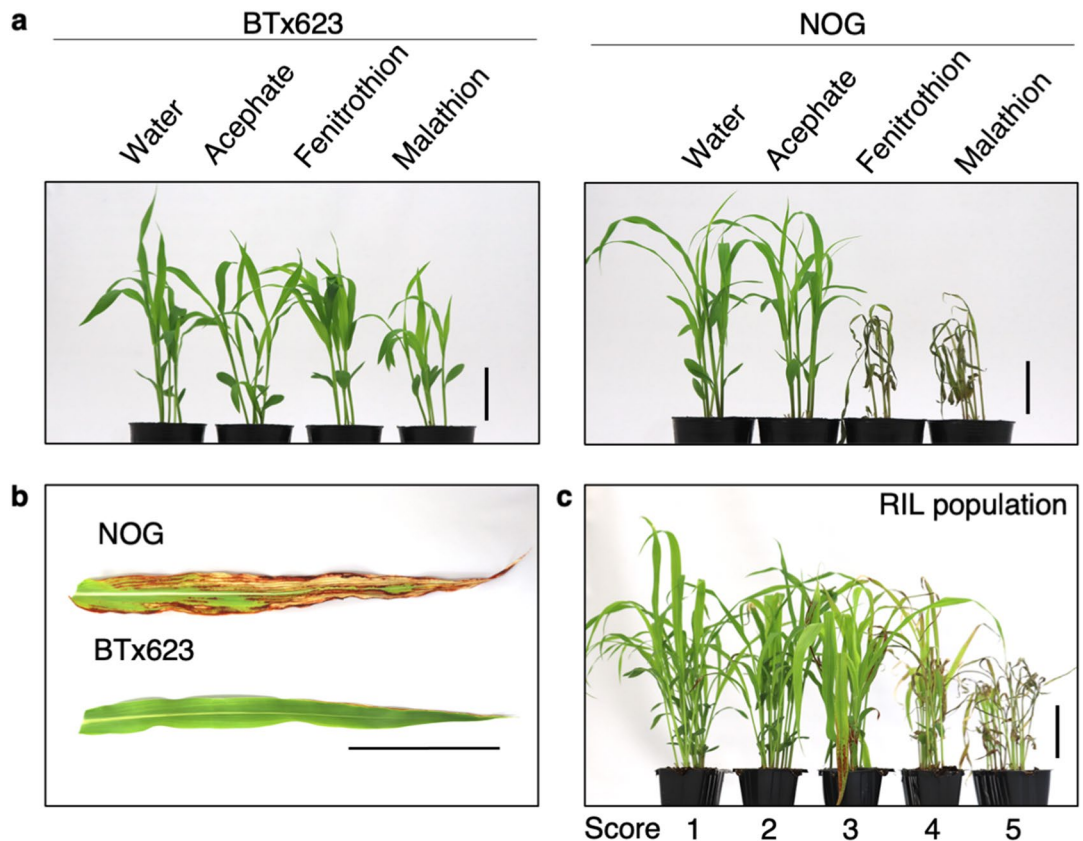 a
BTx623
NOG
Water
Acephate
Fenitrothion
Malathion
Water
Acephate
Fenitrothion
Malathion
b
NOG
BTx623
c
RIL population
Score 1 2 3 4 5